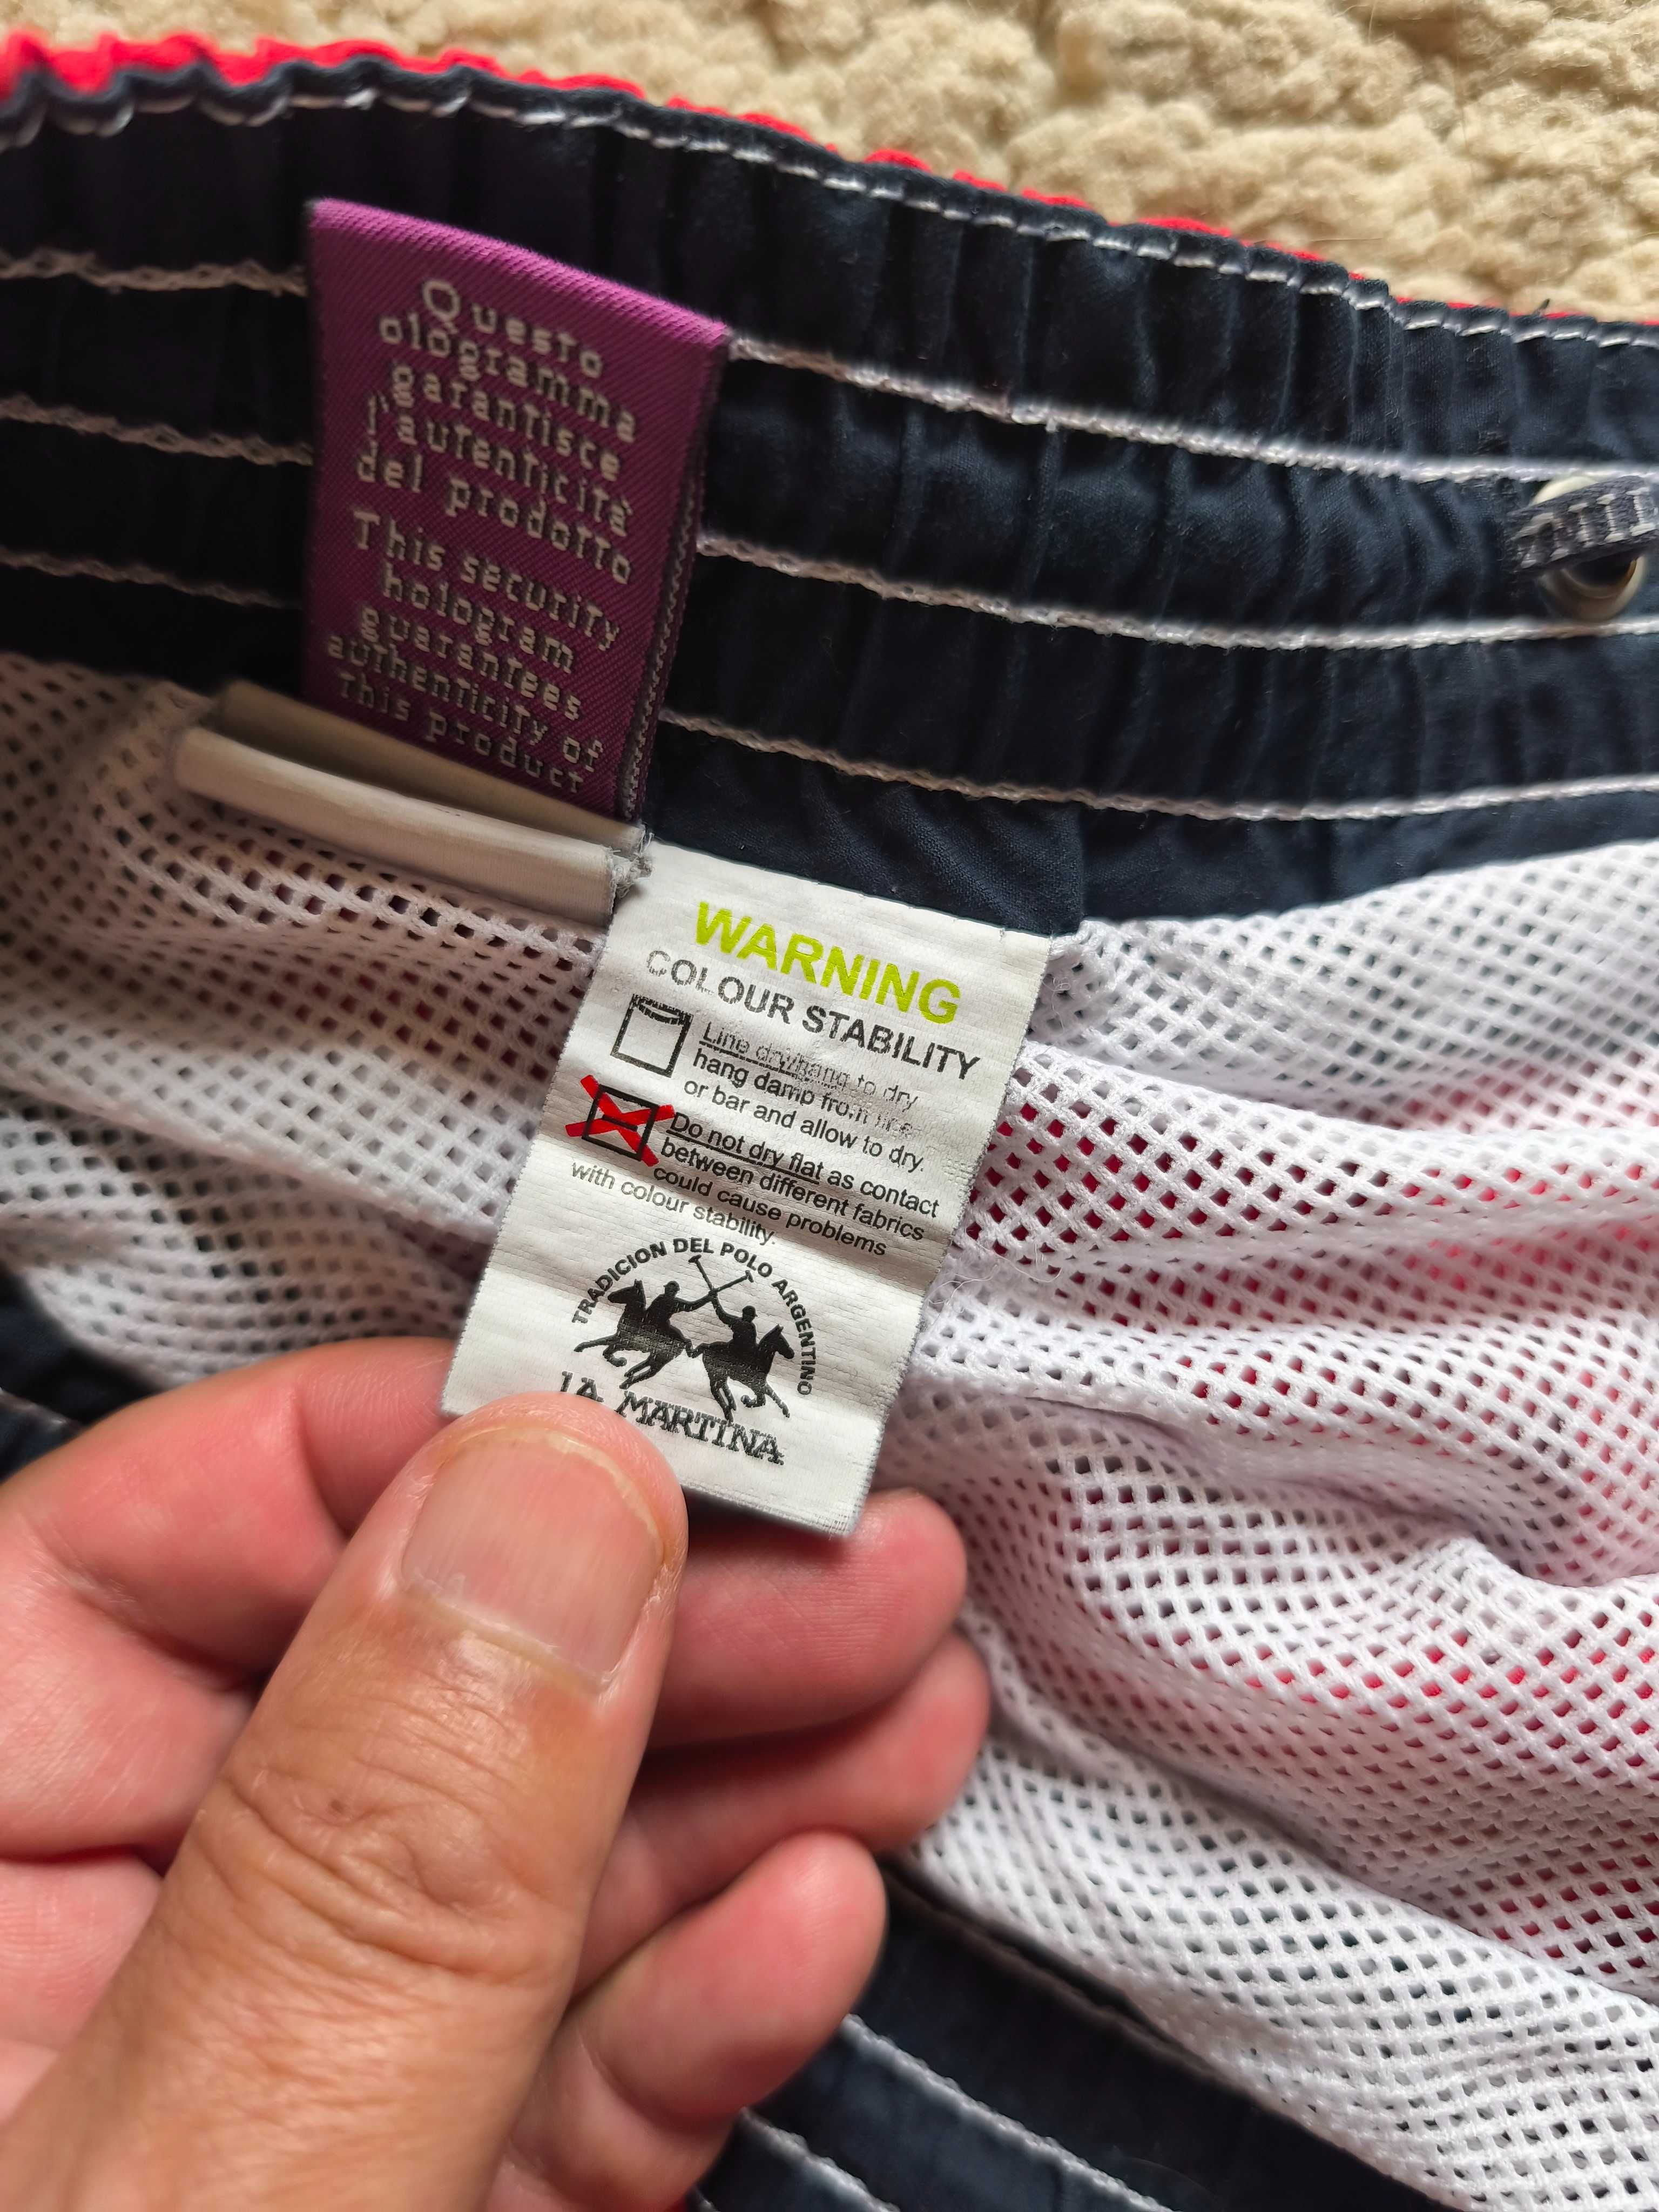 Questo
ologramma
garantisce
l'autenticità
del prodotto
This security
hologram
guarantees
authenticity of
This product
WARNING
COLOUR STABILITY
Line dry/hang to dry
hang damp from line
or bar and allow to dry.
Do not dry flat as contact
between different fabrics
could cause problems
with colour stability.
TRADICION DEL POLO ARGENTINO
LA MARTINA